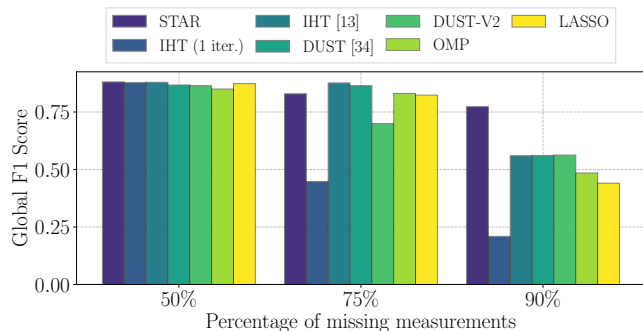 STAR IHT [13] DUST-V2 LASSO
IHT (1 iter.) DUST [34] OMP
Global F1 Score
0.75
0.50
0.25
0.00
50% 75% 90%
Percentage of missing measurements